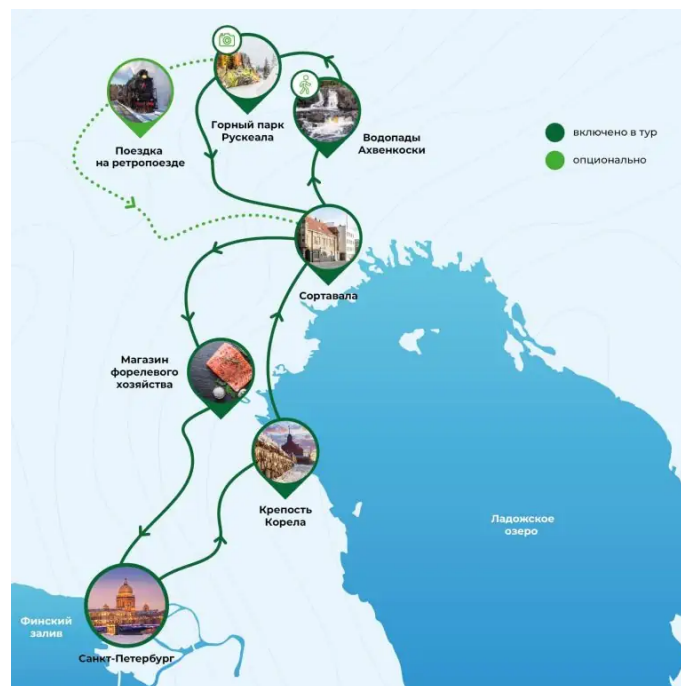 Поездка
на ретропоезде
Горный парк
Рускеала
Водопады
Ахвенкоски
включено в тур
опционально
Сортавала
Магазин
форелевого
хозяйства
Крепость
Корела
Ладожское
озеро
Финский
залив
Санкт-Петербург